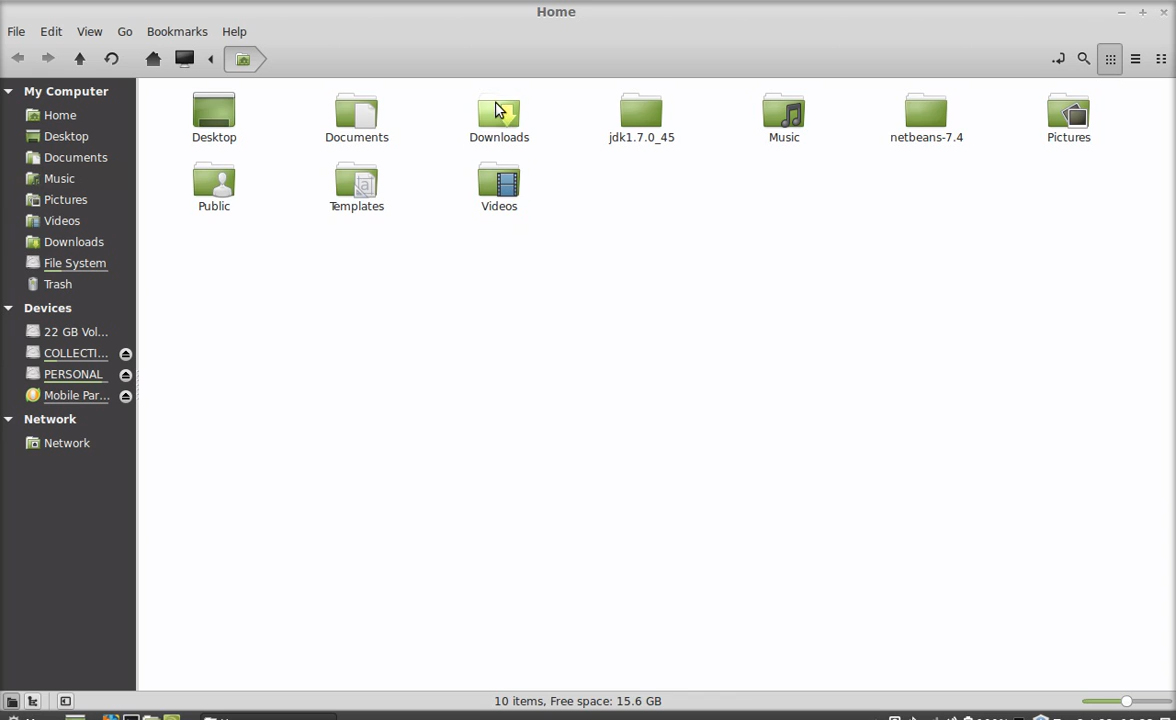 Home
File Edit View Go Bookmarks Help
My Computer
Home
Desktop
Documents
Music
Pictures
Videos
Downloads
File System
Trash
Devices
22 GB Vol...
COLLECTI...
PERSONAL
Mobile Par...
Network
Network
Desktop Documents Downloads jdk1.7.0_45 Music netbeans-7.4 Pictures
Public Templates Videos
10 items, Free space: 15.6 GB